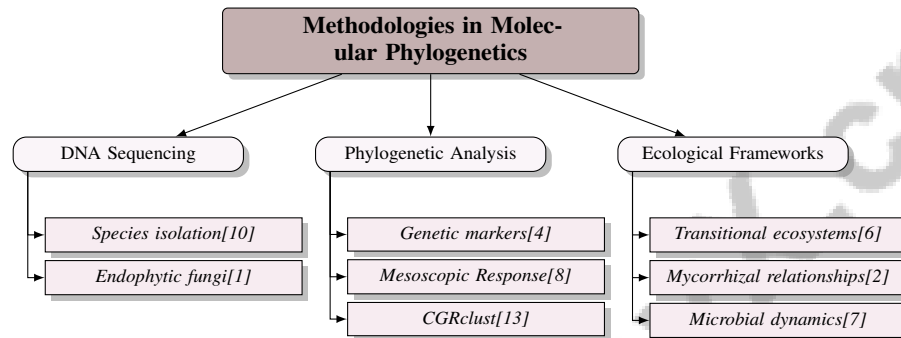 Methodologies in Molec-
ular Phylogenetics
DNA Sequencing
Phylogenetic Analysis
Ecological Frameworks
Species isolation[10]
Endophytic fungi[1]
Genetic markers[4]
Mesoscopic Response[8]
CGRclust[13]
Transitional ecosystems[6]
Mycorrhizal relationships[2]
Microbial dynamics[7]